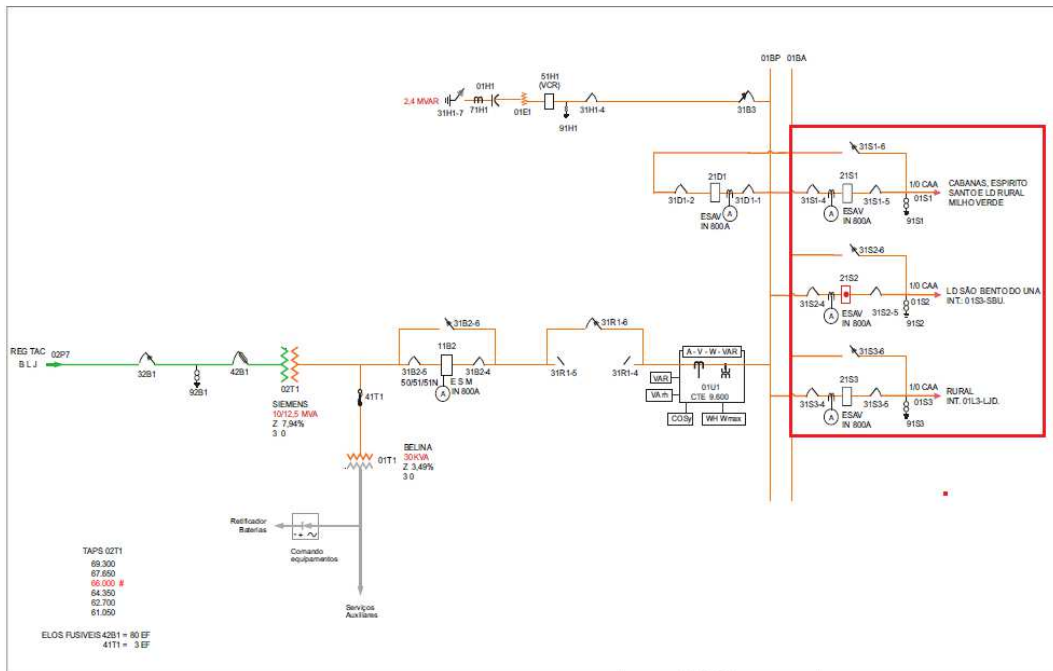 01BP 01BA
51H1
(VCR)
01H1
2,4 MVAR
31H1-7
71H1
01E1
91H1
31H1-4
31B3
31S1-6
21D1
21S1
1/0 CAA
CABANAS, ESPIRITO
SANTO E LD RURAL
MILHO VERDE
31D1-2
31D1-1
31S1-4
31S1-5
01S1
A
ESAV
IN 800A
A
ESAV
IN 800A
91S1
31S2-6
21S2
1/0 CAA
LD SÃO BENTO DO UNA
INT.: 01S3-SBU.
31S2-4
31S2-5
01S2
A
ESAV
IN 800A
91S2
31B2-6
31R1-6
31S3-6
REG TAC
B L J
02P7
11B2
A - V - W - VAR
21S3
1/0 CAA
RURAL
INT. 01L3-LJD.
32B1
42B1
92B1
02T1
31B2-5
31B2-4
50/51/51N
E S M
A
IN 800A
31R1-5
31R1-4
VAR
VAr h
01U1
CTE 9.600
COSy
WH Wmax
31S3-4
31S3-5
01S3
A
ESAV
IN 800A
91S3
SIEMENS
10/12,5 MVA
Z 7,94%
3 0
41T1
BELINA
30KVA
Z 3,49%
3 0
01T1
Retificador
Baterias
- +
Comando
equipamentos
TAPS 02T1
69.300
67.650
66.000 #
64.350
62.700
61.050
Serviços
Auxiliares
ELOS FUSIVEIS 42B1 = 80 EF
41T1 = 3 EF